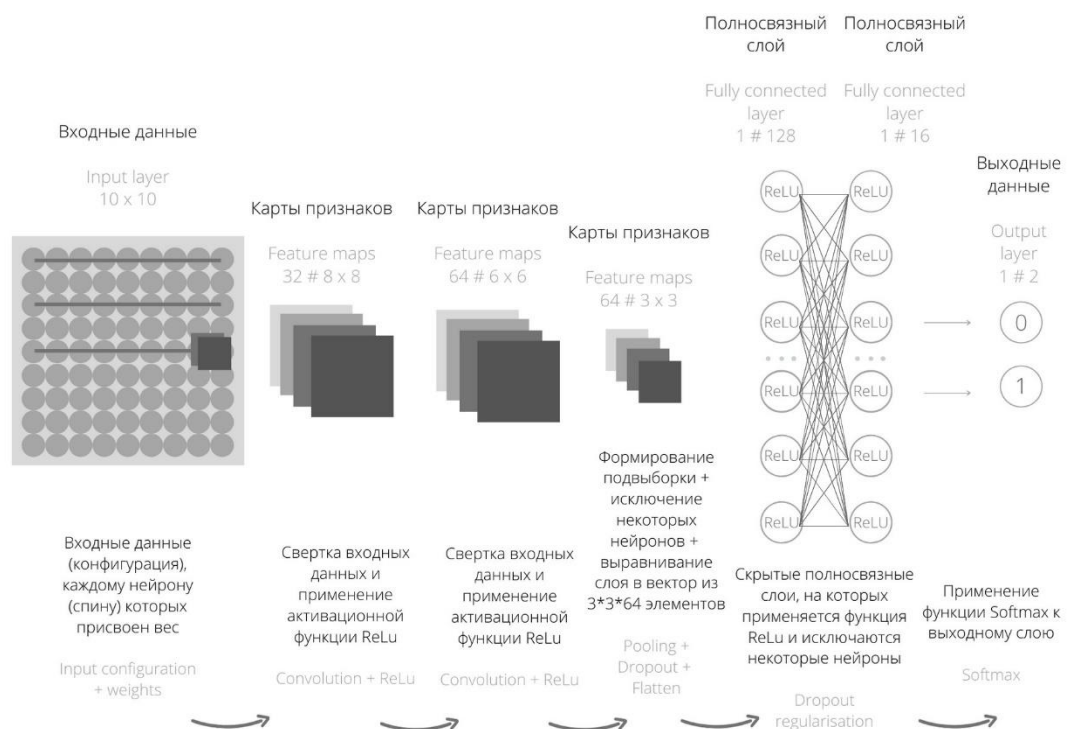 Входные данные
Input layer
10 x 10
Входные данные
(конфигурация),
каждому нейрону
(спину) которых
присвоен вес
Input configuration
+ weights
Карты признаков
Feature maps
32 # 8 x 8
Свертка входных
данных и
применение
активационной
функции ReLu
Convolution + ReLu
Карты признаков
Feature maps
64 # 6 x 6
Свертка входных
данных и
применение
активационной
функции ReLu
Convolution + ReLu
Карты признаков
Feature maps
64 # 3 x 3
Формирование
подвыборки +
исключение
некоторых
нейронов +
выравнивание
слоя в вектор из
3*3*64 элементов
Pooling +
Dropout +
Flatten
Полносвязный
слой
Fully connected
layer
1 # 128
ReLU
ReLU
ReLU
ReLU
ReLU
ReLU
Полносвязный
слой
Fully connected
layer
1 # 16
ReLU
ReLU
ReLU
ReLU
ReLU
ReLU
Скрытые полносвязные
слои, на которых
применяется функция
ReLu и исключаются
некоторые нейроны
Dropout
regularisation
Выходные
данные
Output
layer
1 # 2
0
1
Применение
функции Softmax к
выходному слою
Softmax